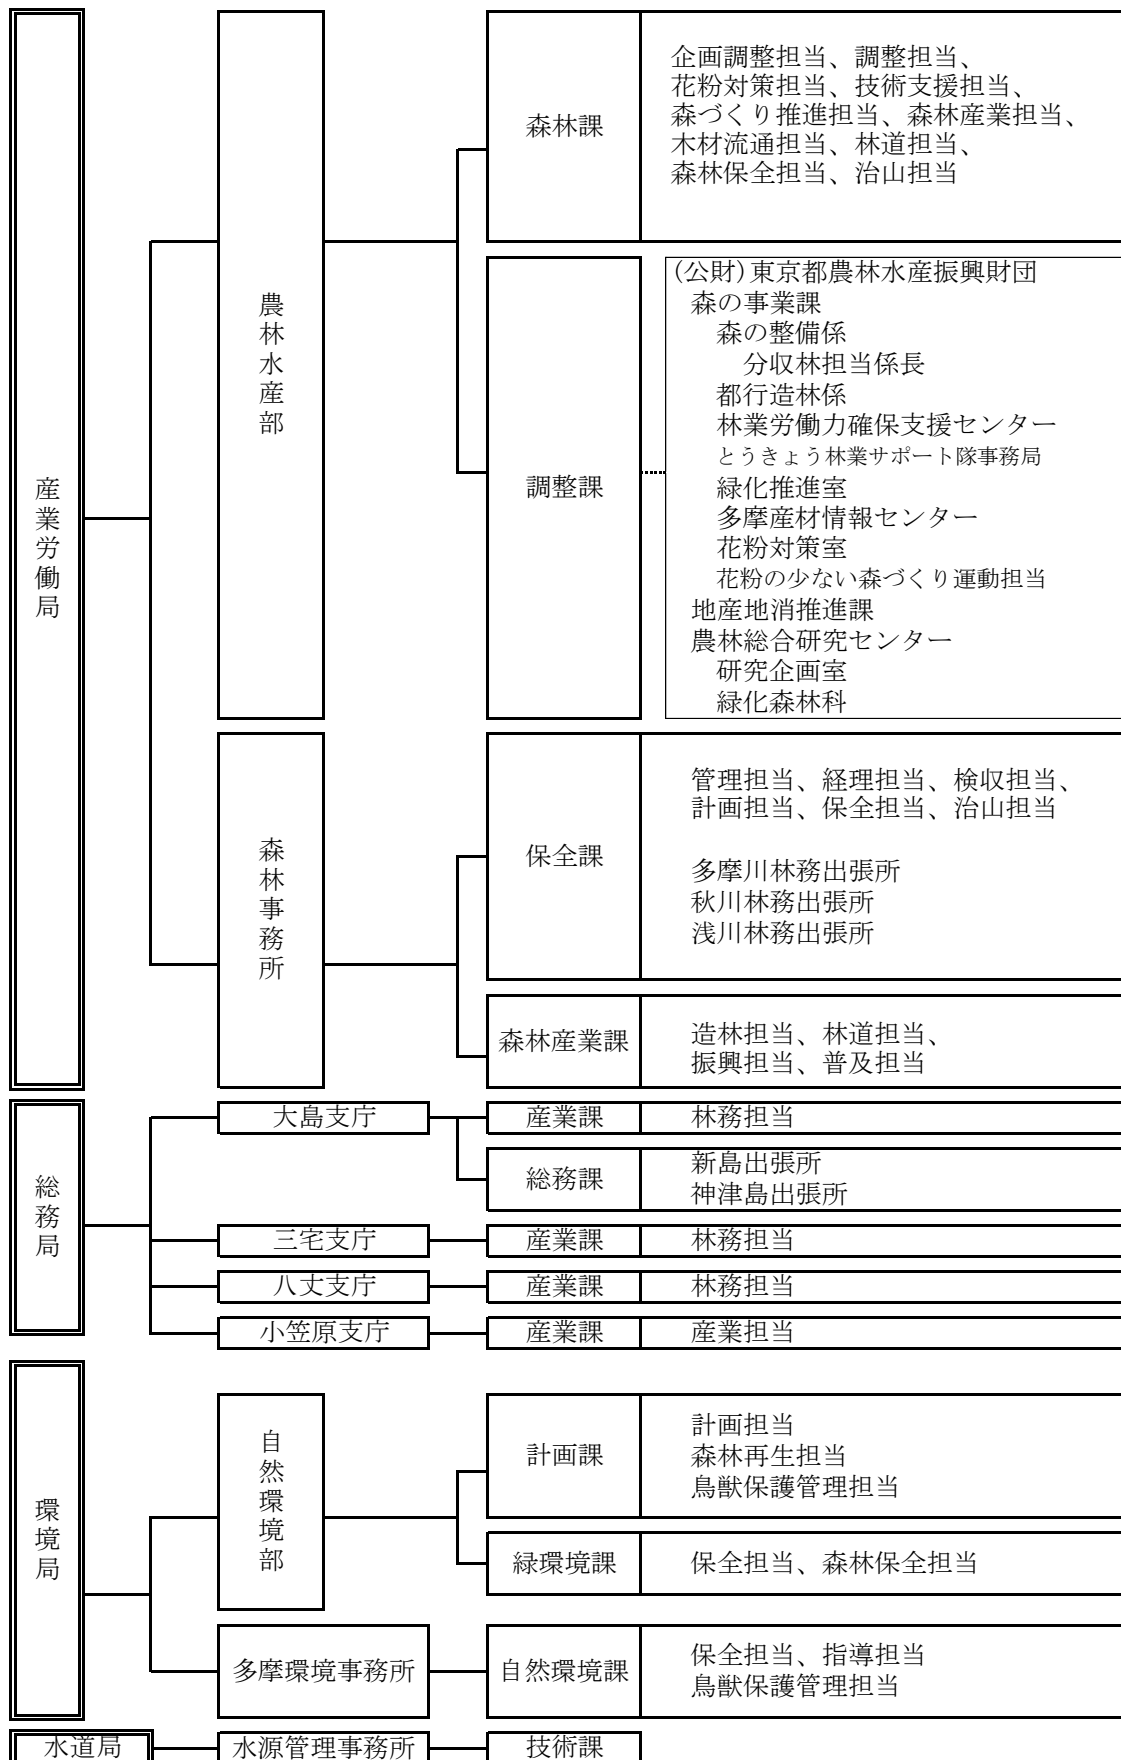 産業労働局
農林水産部
森林課
企画調整担当、調整担当、
花粉対策担当、技術支援担当、
森づくり推進担当、森林産業担当、
木材流通担当、林道担当、
森林保全担当、治山担当
調整課
(公財)東京都農林水産振興財団
森の事業課
森の整備係
分収林担当係長
都行造林係
林業労働力確保支援センター
とうきょう林業サポート隊事務局
緑化推進室
多摩産材情報センター
花粉対策室
花粉の少ない森づくり運動担当
地産地消推進課
農林総合研究センター
研究企画室
緑化森林科
森林事務所
保全課
管理担当、経理担当、検収担当、
計画担当、保全担当、治山担当
多摩川林務出張所
秋川林務出張所
浅川林務出張所
森林産業課
造林担当、林道担当、
振興担当、普及担当
総務局
大島支庁
産業課
林務担当
総務課
新島出張所
神津島出張所
三宅支庁
産業課
林務担当
八丈支庁
産業課
林務担当
小笠原支庁
産業課
産業担当
環境局
自然環境部
計画課
計画担当
森林再生担当
鳥獣保護管理担当
緑環境課
保全担当、森林保全担当
多摩環境事務所
自然環境課
保全担当、指導担当
鳥獣保護管理担当
水道局
水源管理事務所
技術課